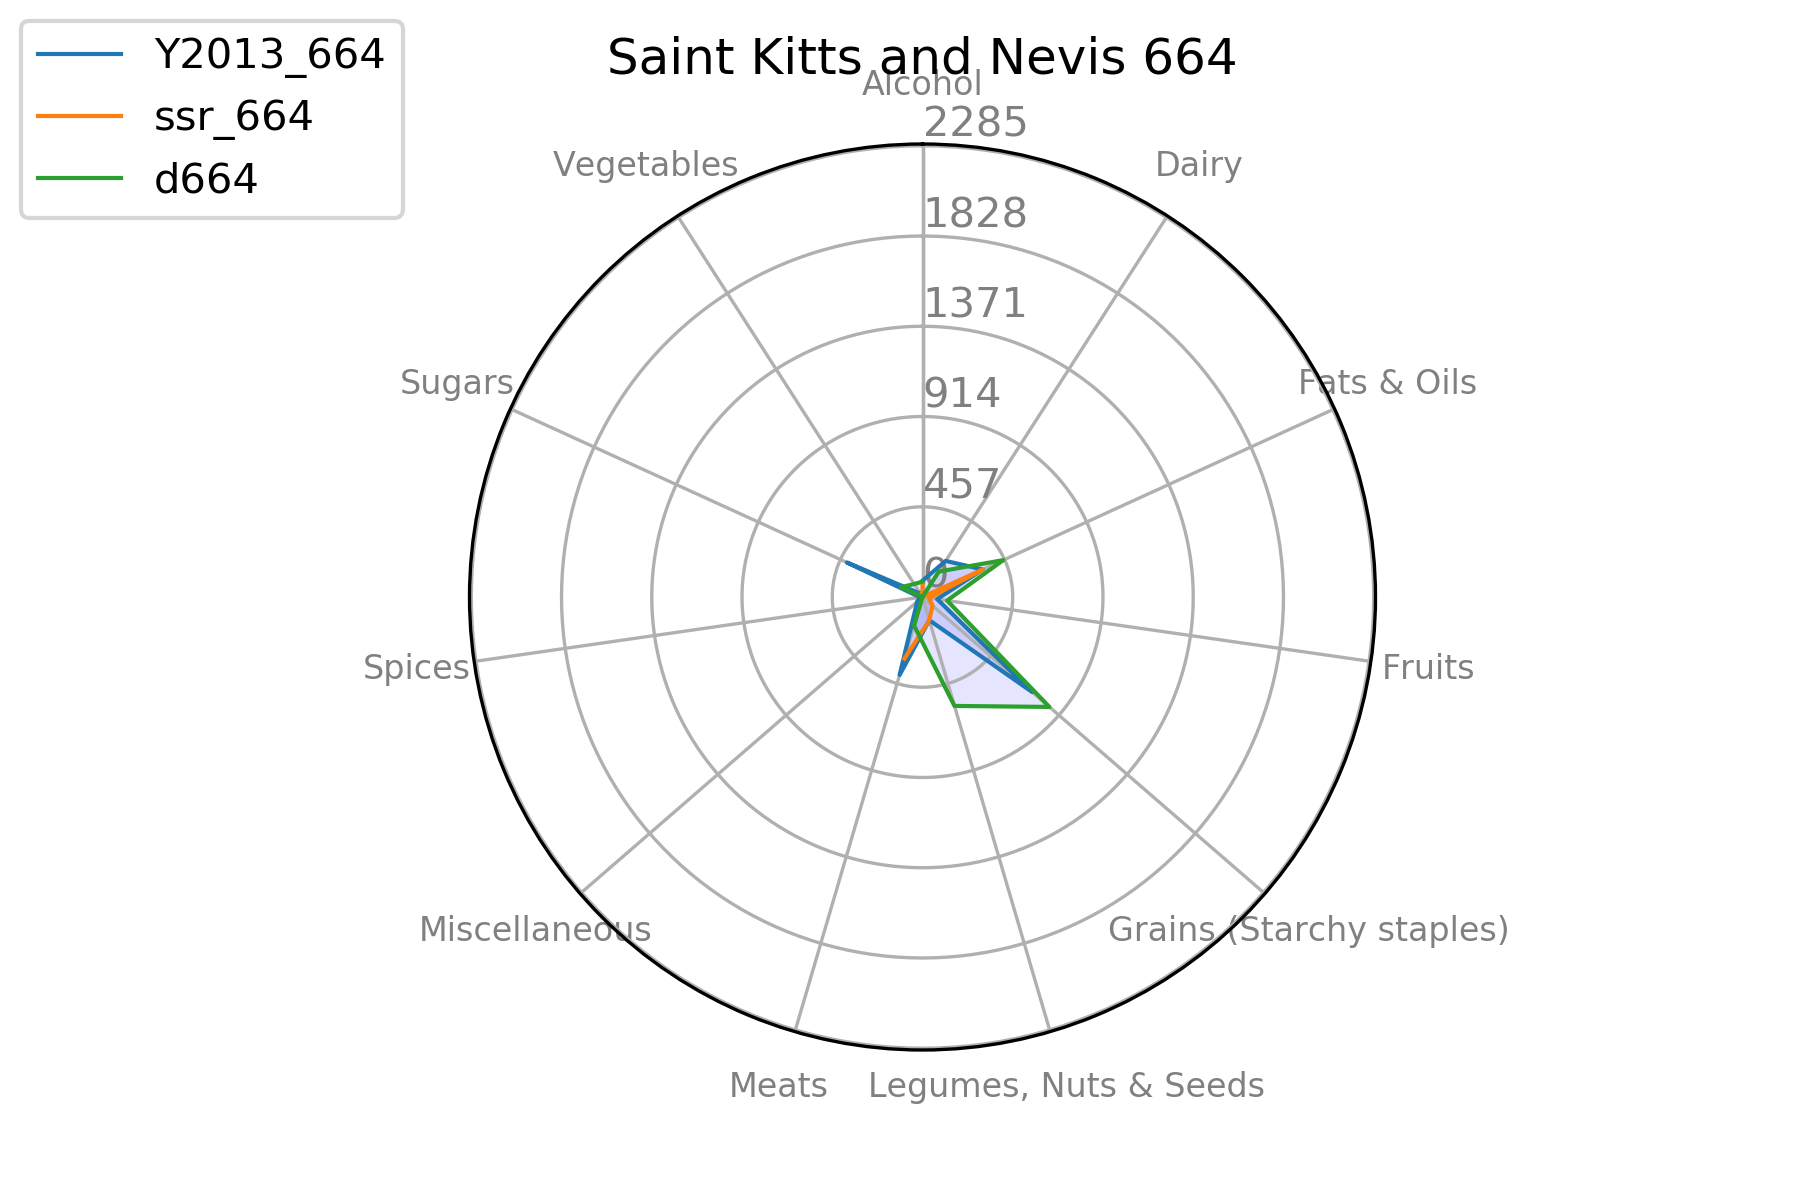 Y2013_664
ssr_664
d664
Saint Kitts and Nevis 664
Alcohol
2285
Vegetables
Dairy
1828
1371
Sugars
Fats & Oils
914
457
0
Spices
Fruits
Miscellaneous
Grains (Starchy staples)
Meats
Legumes, Nuts & Seeds